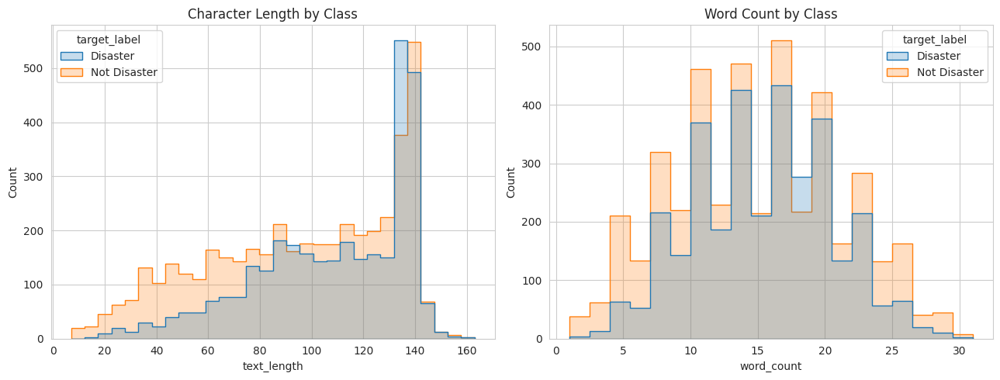 Character Length by Class
target_label
Disaster
Not Disaster
Count
500
400
300
200
100
0
0 20 40 60 80 100 120 140 160
text_length
Word Count by Class
target_label
Disaster
Not Disaster
Count
500
400
300
200
100
0
0 5 10 15 20 25 30
word_count